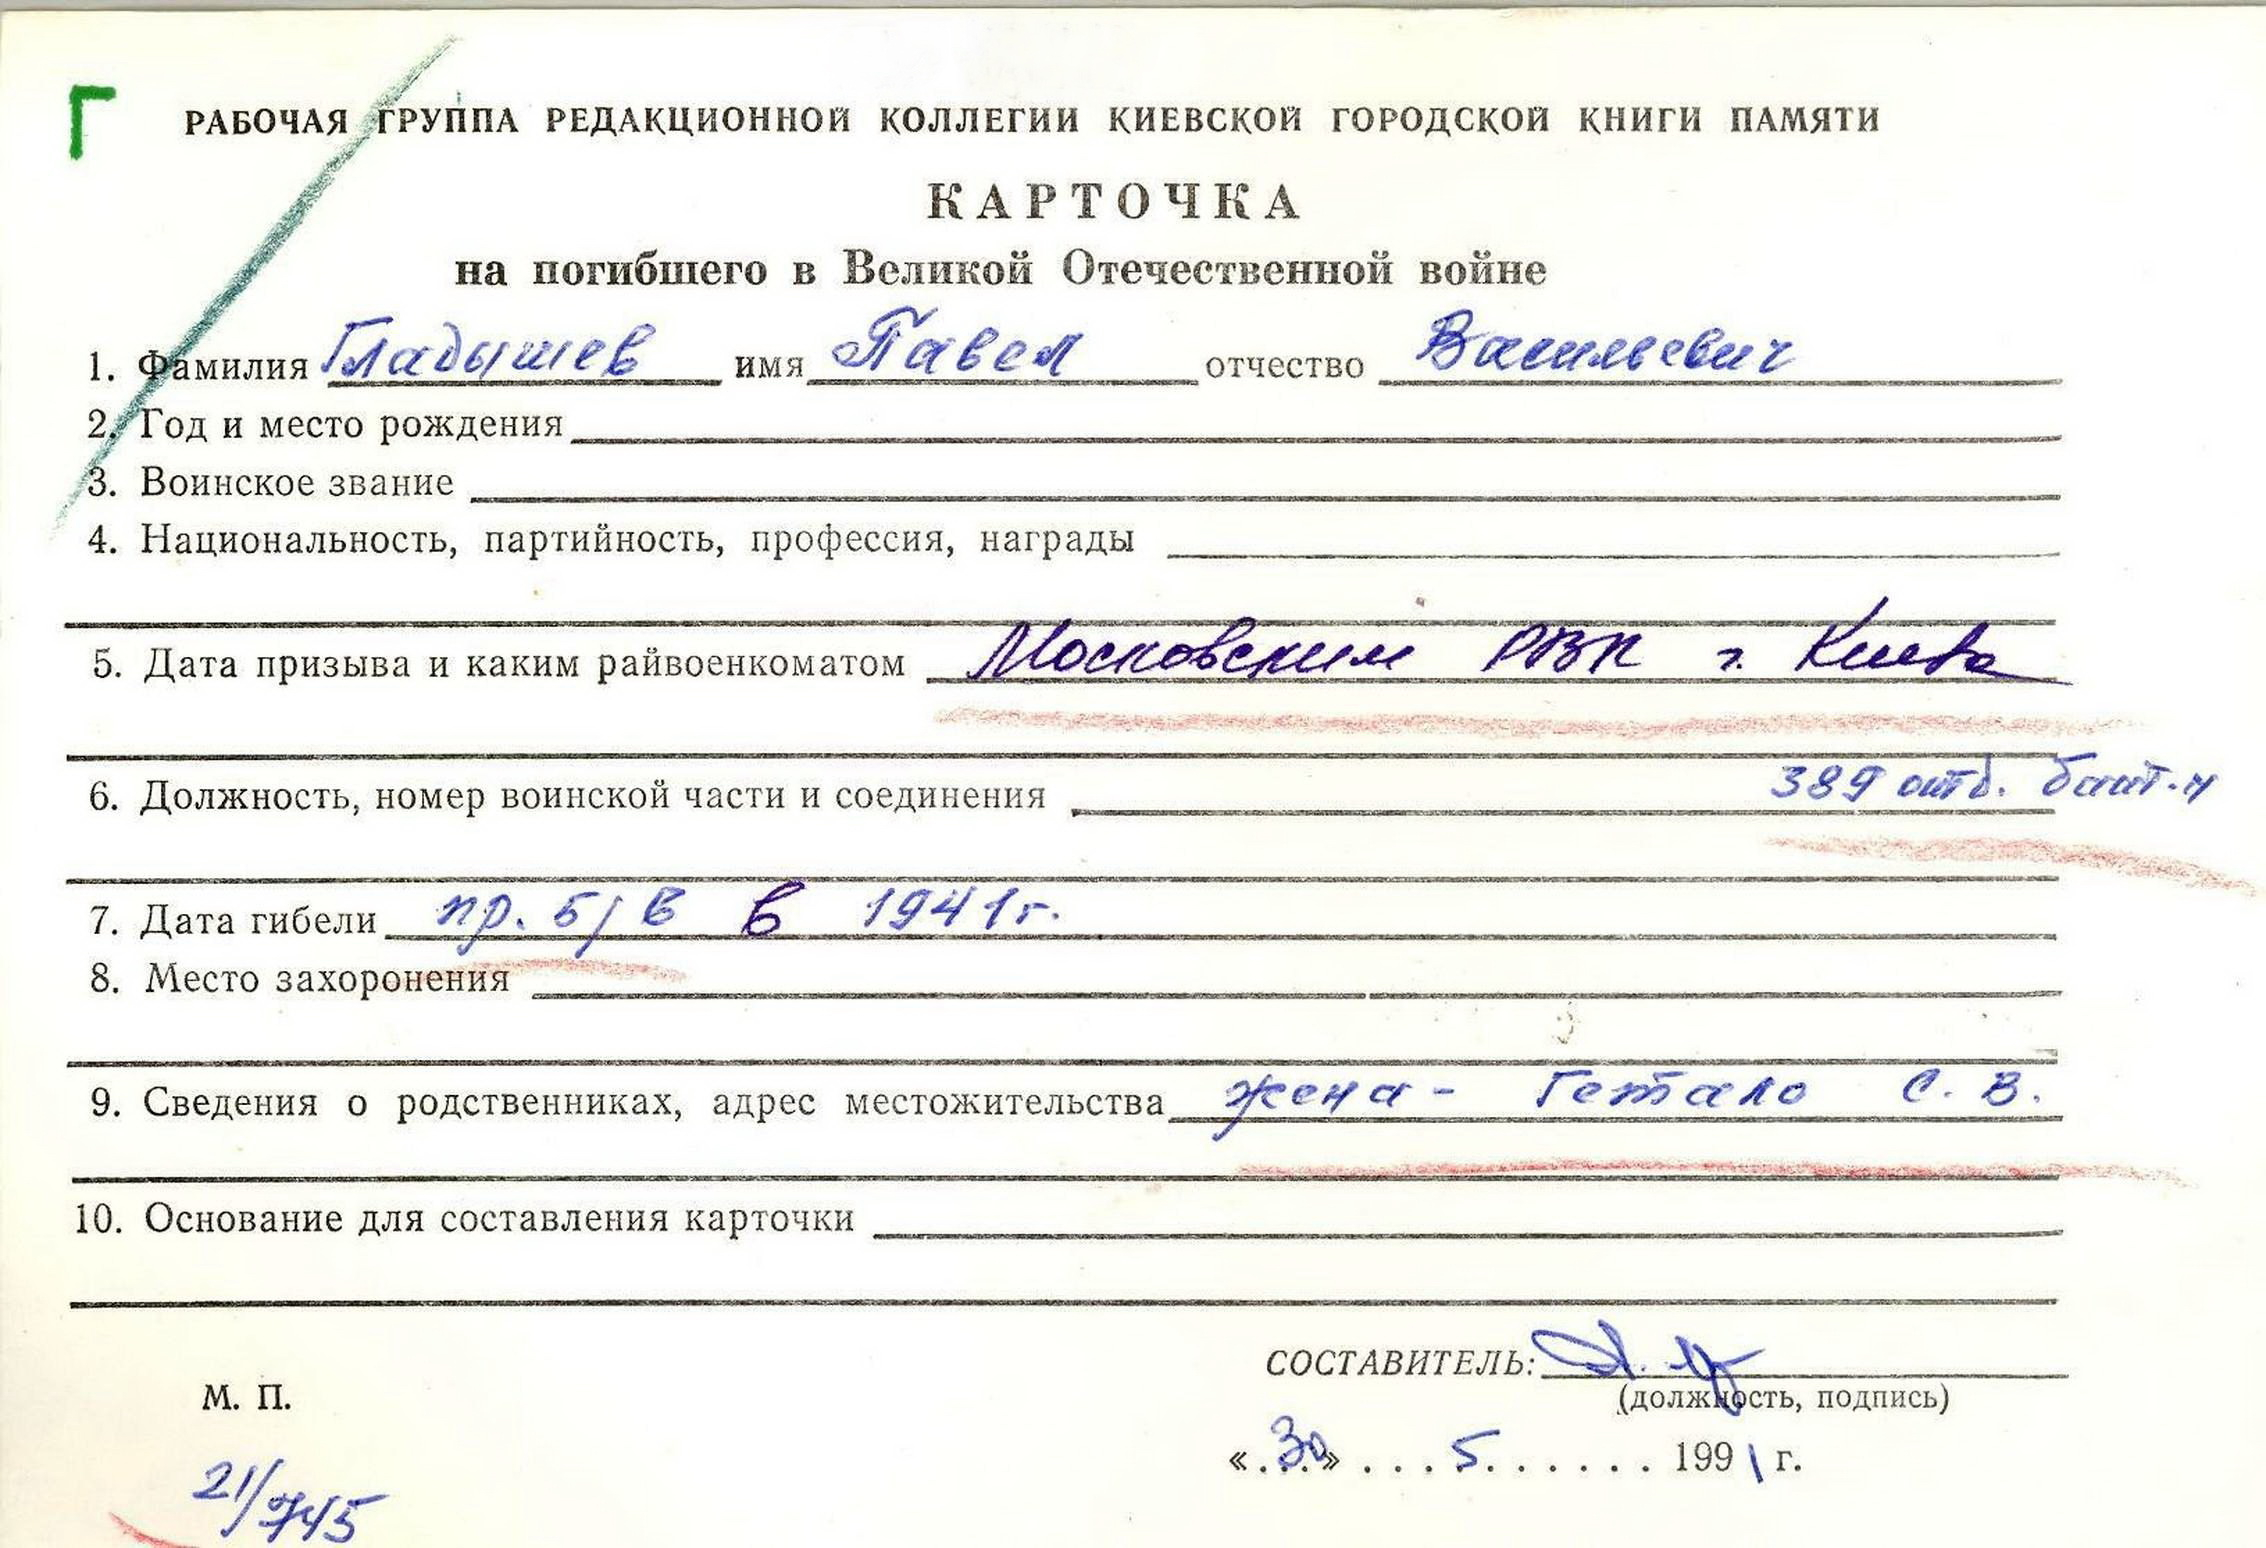 Г
РАБОЧАЯ ГРУППА РЕДАКЦИОННОЙ КОЛЛЕГИИ КИЕВСКОЙ ГОРОДСКОЙ КНИГИ ПАМЯТИ
КАРТОЧКА
на погибшего в Великой Отечественной войне
1. Фамилия Гладышев имя Павел отчество Васильевич
2. Год и место рождения
3. Воинское звание
4. Национальность, партийность, профессия, награды
5. Дата призыва и каким райвоенкоматом Московским РВК г. Киева
6. Должность, номер воинской части и соединения 389 отд. бат-н
7. Дата гибели пр. б/в в 1941г.
8. Место захоронения
9. Сведения о родственниках, адрес местожительства жена - Гетало С. В.
10. Основание для составления карточки
СОСТАВИТЕЛЬ:
(должность, подпись)
М. П.
«30» 5 1991 г.
21/745